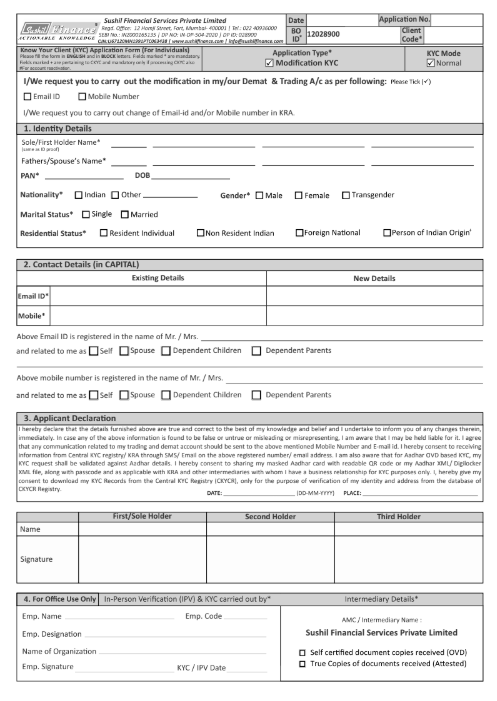 Sushil Finance
ACTIONABLE KNOWLEDGE
Sushil Financial Services Private Limited
Regd. Office: 12 Homji Street, Fort, Mumbai- 400001 | Tel : 022-40936000
SEBI No : INZ000165135 | DP NO: IN-DP 504-2020 | DP ID: 028900
| www.sushilfinance.com | info@sushilfinance.com
Date
BO ID* 12028900
Application No.
Client Code*
Know Your Client (KYC) Application Form (For Individuals)
Please fill the form in ENGLISH and in BLOCK letters. Fields marked * are mandatory.
Fields marked + are pertaining to CKYC and mandatory only if processing CKYC also
Application Type*
☑ Modification KYC
KYC Mode
☑ Normal
I/We request you to carry out the modification in my/our Demat & Trading A/c as per following: Please Tick (✓)
☐ Email ID ☐ Mobile Number
I/We request you to carry out change of Email-id and/or Mobile number in KRA.
1. Identity Details
Sole/First Holder Name*
(same as ID proof)
Fathers/Spouse's Name*
PAN* DOB
Nationality* ☐ Indian ☐ Other Gender* ☐ Male ☐ Female ☐ Transgender
Marital Status* ☐ Single ☐ Married
Residential Status* ☐ Resident Individual ☐ Non Resident Indian ☐ Foreign National ☐ Person of Indian Origin'
2. Contact Details (in CAPITAL)
Existing Details New Details
Email ID*
Mobile*
Above Email ID is registered in the name of Mr. / Mrs.
and related to me as ☐ Self ☐ Spouse ☐ Dependent Children ☐ Dependent Parents
Above mobile number is registered in the name of Mr. / Mrs.
and related to me as ☐ Self ☐ Spouse ☐ Dependent Children ☐ Dependent Parents
3. Applicant Declaration
I hereby declare that the details furnished above are true and correct to the best of my knowledge and belief and I undertake to inform you of any changes therein,
immediately. In case any of the above information is found to be false or untrue or misleading or misrepresenting, I am aware that I may be held liable for it. I agree
that any communication related to my trading and demat account should be sent to the above mentioned Mobile Number and E-mail id. I hereby consent to receiving
information from Central KYC registry/ KRA through SMS/ Email on the above registered number/ email address. I am also aware that for Aadhar OVD based KYC, my
KYC request shall be validated against Aadhar details. I hereby consent to sharing my masked Aadhar card with readable QR code or my Aadhar XML/ Digilocker
XML file, along with passcode and as applicable with KRA and other intermediaries with whom I have a business relationship for KYC purposes only. I, hereby give my
consent to download my KYC Records from the Central KYC Registry (CKYCR), only for the purpose of verification of my identity and address from the database of
CKYCR Registry.
DATE: (DD-MM-YYYY) PLACE:
First/Sole Holder Second Holder Third Holder
Name
Signature
4. For Office Use Only In-Person Verification (IPV) & KYC carried out by* Intermediary Details*
Emp. Name Emp. Code
Emp. Designation
Name of Organization
Emp. Signature KYC / IPV Date
AMC / Intermediary Name :
Sushil Financial Services Private Limited
☐ Self certified document copies received (OVD)
☐ True Copies of documents received (Attested)